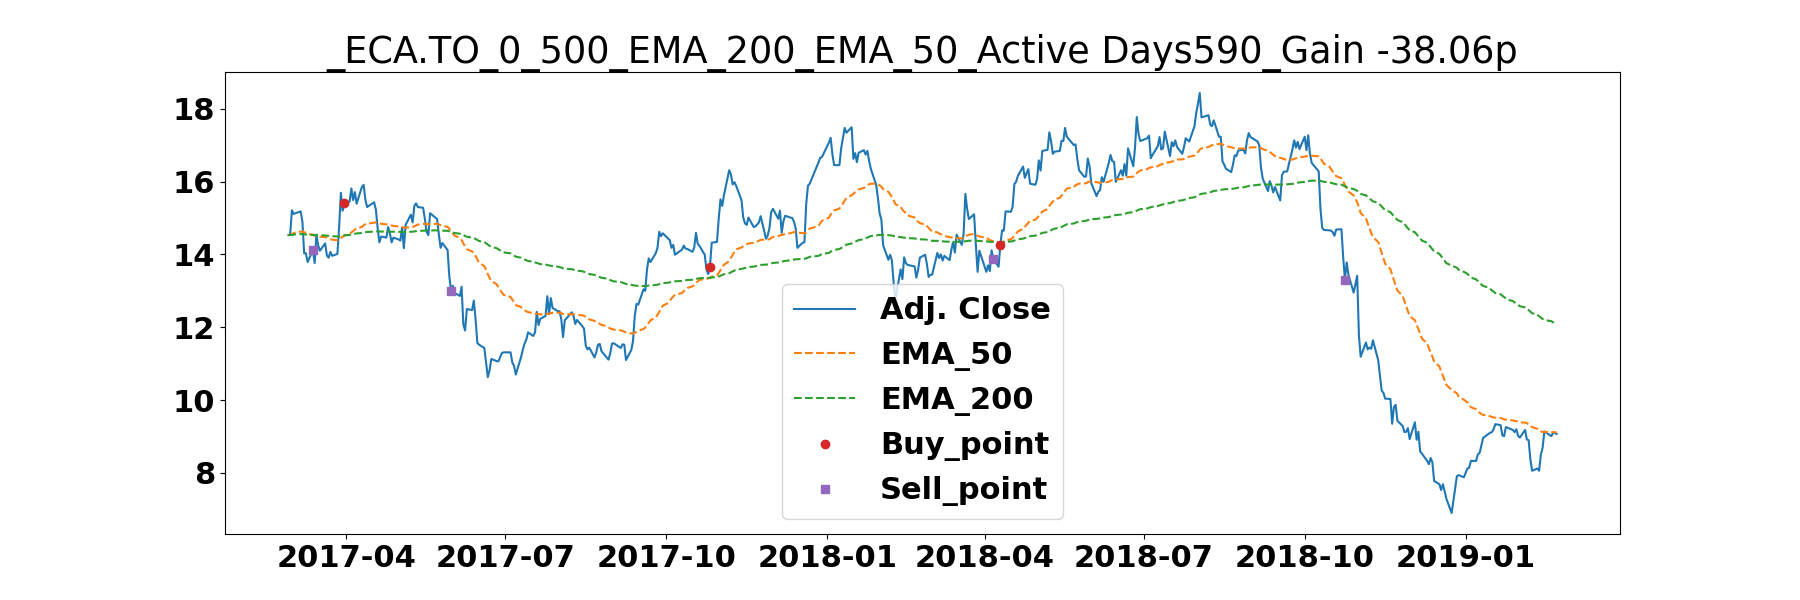 _ECA.TO_0_500_EMA_200_EMA_50_Active Days590_Gain -38.06p
18
16
14
12
10
8
Adj. Close
EMA_50
EMA_200
Buy_point
Sell_point
2017-04 2017-07 2017-10 2018-01 2018-04 2018-07 2018-10 2019-01